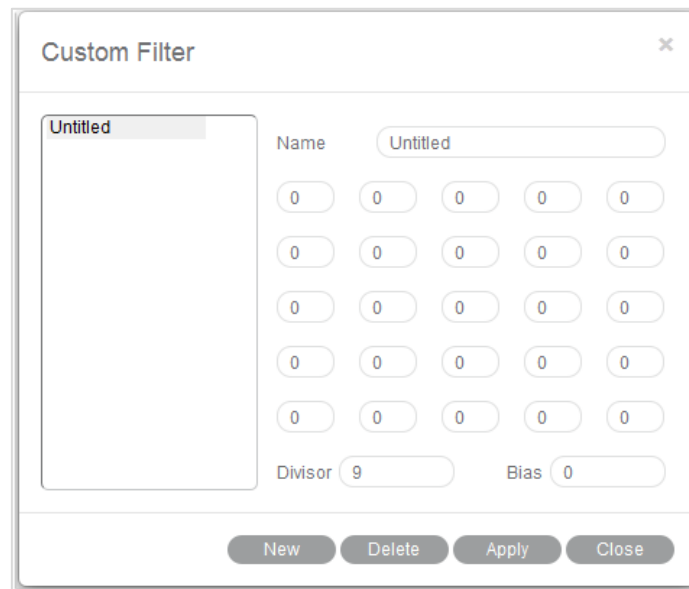 Custom Filter ×
Untitled
Name Untitled
0 0 0 0 0
0 0 0 0 0
0 0 0 0 0
0 0 0 0 0
0 0 0 0 0
Divisor 9 Bias 0
New Delete Apply Close